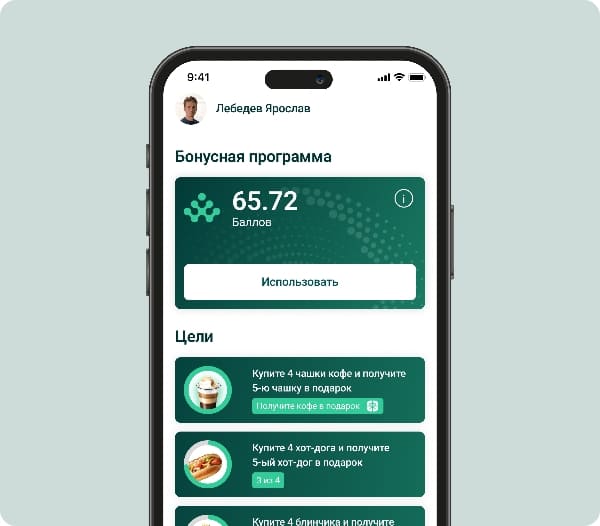 9:41
Лебедев Ярослав
Бонусная программа
65.72
Баллов
Использовать
Цели
Купите 4 чашки кофе и получите
5-ю чашку в подарок
Получите кофе в подарок
Купите 4 хот-дога и получите
5-ый хот-дог в подарок
3 из 4
Купите 4 блинчика и получите